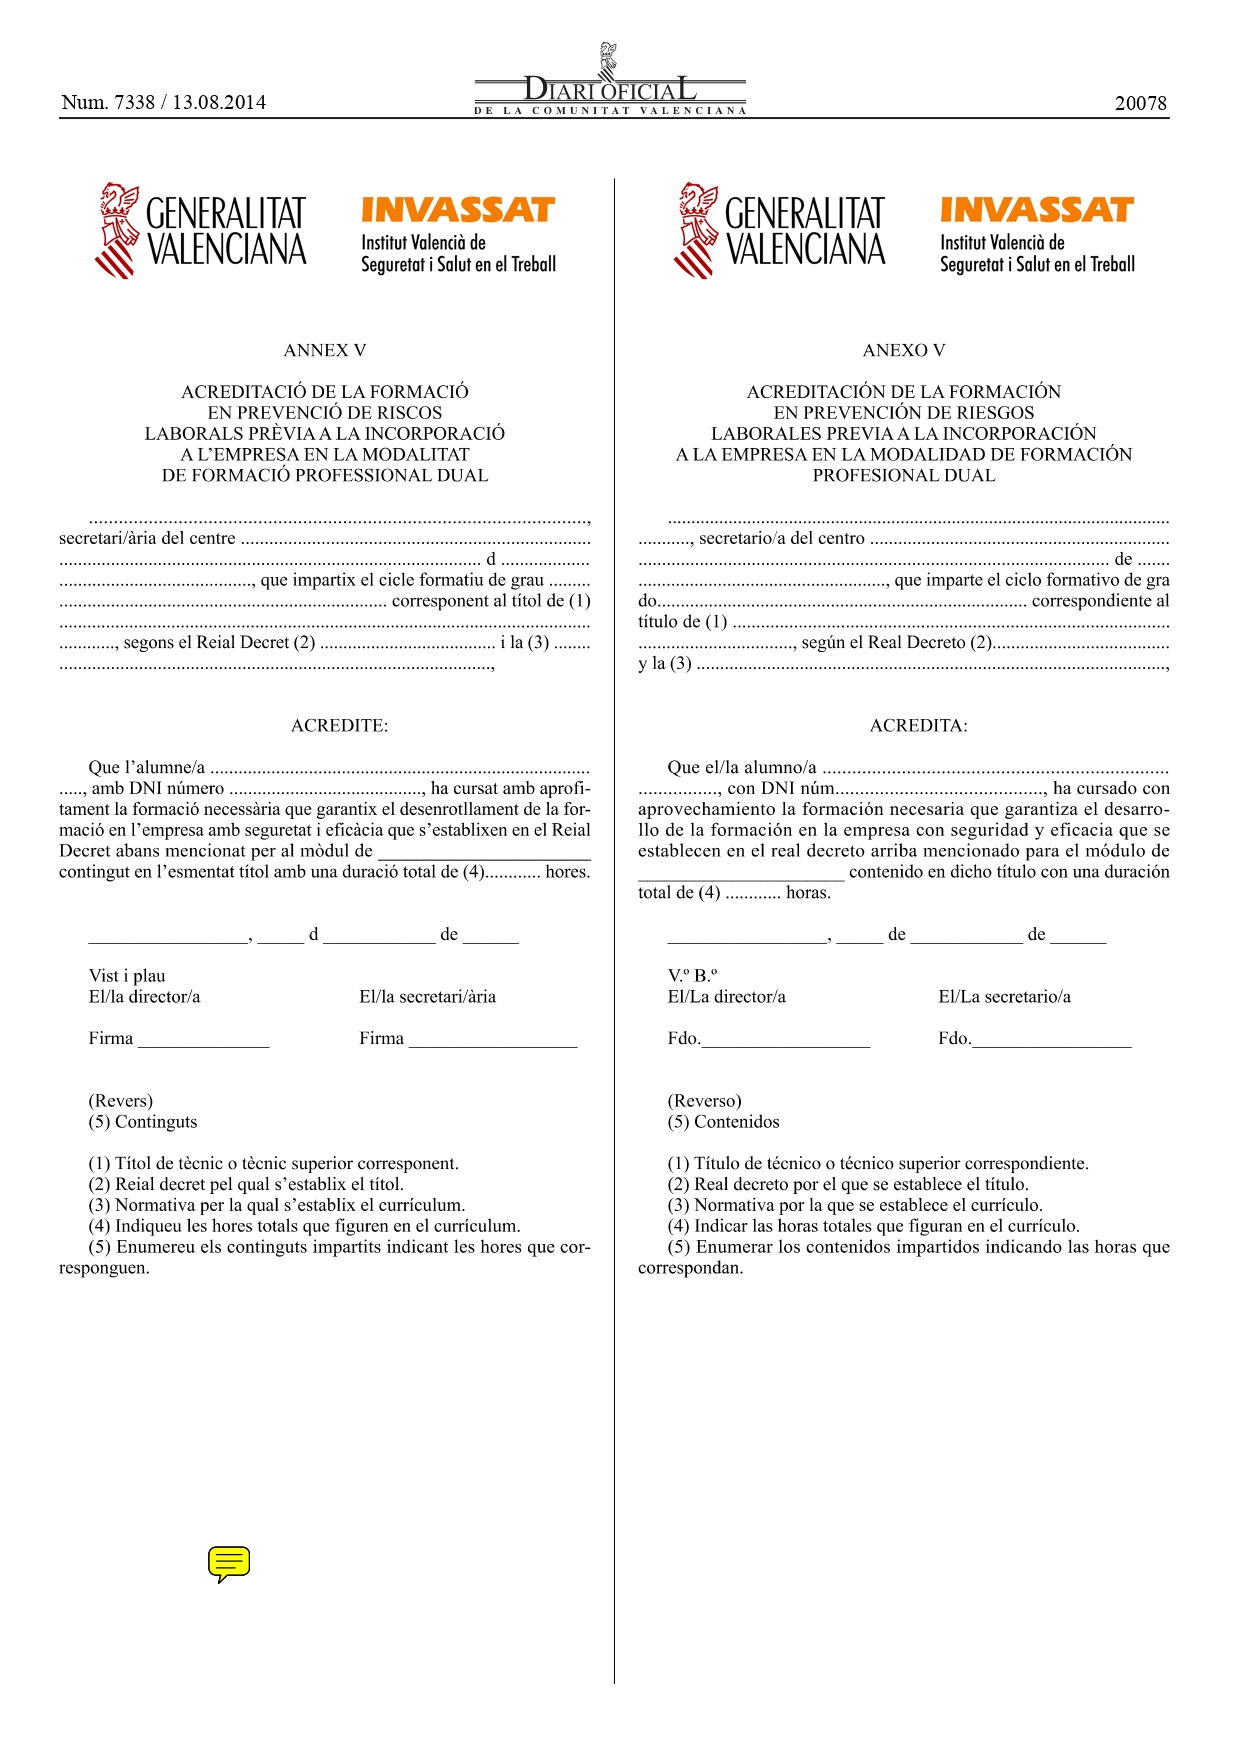 Num. 7338 / 13.08.2014
DIARI OFICIAL
DE LA COMUNITAT VALENCIANA
20078
GENERALITAT
VALENCIANA
INVASSAT
Institut Valencià de
Seguretat i Salut en el Treball
ANNEX V
ACREDITACIÓ DE LA FORMACIÓ
EN PREVENCIÓ DE RISCOS
LABORALS PRÈVIA A LA INCORPORACIÓ
A L’EMPRESA EN LA MODALITAT
DE FORMACIÓ PROFESSIONAL DUAL
....................................................................................................,
secretari/ària del centre ...........................................................................
.......................................................................................... d ...................
.........................................., que impartix el cicle formatiu de grau .........
...................................................................... corresponent al títol de (1)
..................................................................................................................
............, segons el Reial Decret (2) ...................................... i la (3) ........
............................................................................................,
ACREDITE:
Que l’alumne/a .................................................................................
....., amb DNI número ........................................., ha cursat amb aprofi-
tament la formació necessària que garantix el desenrotllament de la for-
mació en l’empresa amb seguretat i eficàcia que s’establixen en el Reial
Decret abans mencionat per al mòdul de _______________________
contingut en l’esmentat títol amb una duració total de (4)............ hores.
_________________, _____ d ____________ de ______
Vist i plau
El/la director/a El/la secretari/ària
Firma ______________ Firma __________________
(Revers)
(5) Continguts
(1) Títol de tècnic o tècnic superior corresponent.
(2) Reial decret pel qual s’establix el títol.
(3) Normativa per la qual s’establix el currículum.
(4) Indiqueu les hores totals que figuren en el currículum.
(5) Enumereu els continguts impartits indicant les hores que cor-
responguen.
GENERALITAT
VALENCIANA
INVASSAT
Institut Valencià de
Seguretat i Salut en el Treball
ANEXO V
ACREDITACIÓN DE LA FORMACIÓN
EN PREVENCIÓN DE RIESGOS
LABORALES PREVIA A LA INCORPORACIÓN
A LA EMPRESA EN LA MODALIDAD DE FORMACIÓN
PROFESIONAL DUAL
...........................................................................................................
..........., secretario/a del centro ................................................................
..................................................................................................... de .......
....................................................., que imparte el ciclo formativo de gra
do............................................................................... correspondiente al
título de (1) .............................................................................................
................................., según el Real Decreto (2)......................................
y la (3) ....................................................................................................,
ACREDITA:
Que el/la alumno/a ..........................................................................
................., con DNI núm............................................, ha cursado con
aprovechamiento la formación necesaria que garantiza el desarro-
llo de la formación en la empresa con seguridad y eficacia que se
establecen en el real decreto arriba mencionado para el módulo de
______________________ contenido en dicho título con una duración
total de (4) ............ horas.
_________________, _____ de ____________ de ______
V.º B.º
El/La director/a El/La secretario/a
Fdo.__________________ Fdo._________________
(Reverso)
(5) Contenidos
(1) Título de técnico o técnico superior correspondiente.
(2) Real decreto por el que se establece el título.
(3) Normativa por la que se establece el currículo.
(4) Indicar las horas totales que figuran en el currículo.
(5) Enumerar los contenidos impartidos indicando las horas que
correspondan.